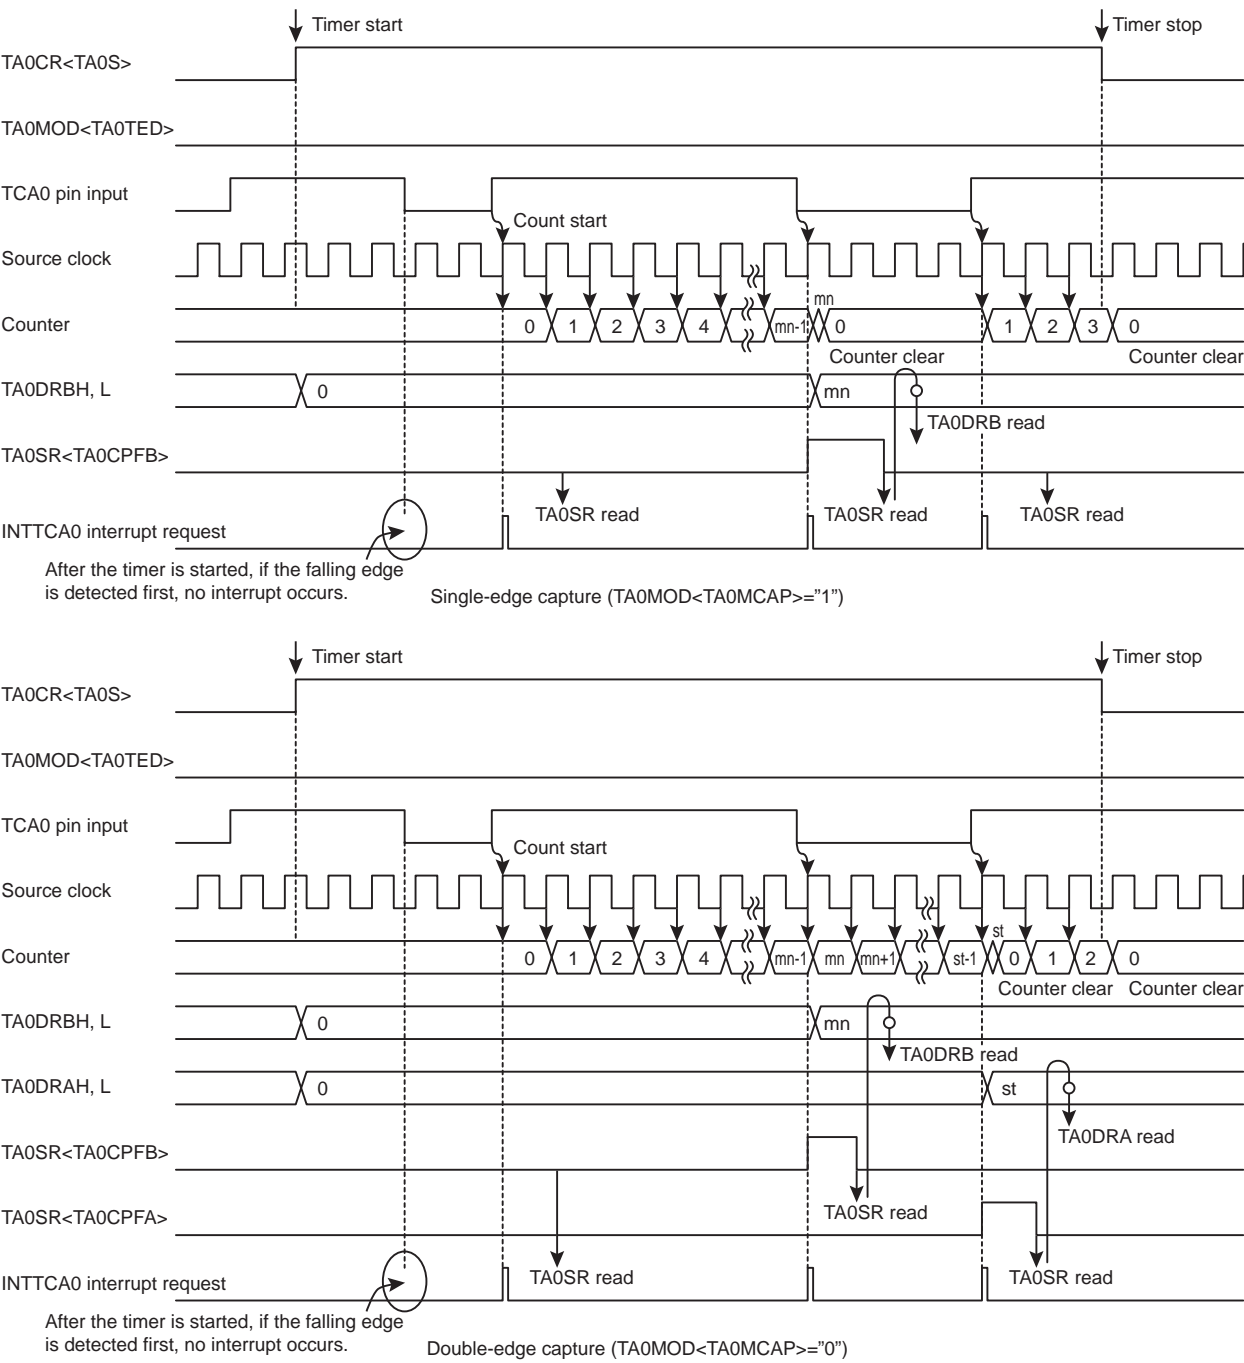 Timer start
Timer stop
TA0CR<TA0S>
TA0MOD<TA0TED>
TCA0 pin input
Count start
Source clock
mn
Counter
0 1 2 3 4 mn-1 0 1 2 3 0
Counter clear
Counter clear
TA0DRBH, L
0
mn
TA0DRB read
TA0SR<TA0CPFB>
TA0SR read
TA0SR read
TA0SR read
INTTCA0 interrupt request
After the timer is started, if the falling edge
is detected first, no interrupt occurs.
Single-edge capture (TA0MOD<TA0MCAP>=”1”)
Timer start
Timer stop
TA0CR<TA0S>
TA0MOD<TA0TED>
TCA0 pin input
Count start
Source clock
st
Counter
0 1 2 3 4 mn-1 mn mn+1 st-1 0 1 2 0
Counter clear
Counter clear
TA0DRBH, L
0
mn
TA0DRB read
TA0DRAH, L
0
st
TA0DRA read
TA0SR<TA0CPFB>
TA0SR read
TA0SR<TA0CPFA>
TA0SR read
TA0SR read
INTTCA0 interrupt request
After the timer is started, if the falling edge
is detected first, no interrupt occurs.
Double-edge capture (TA0MOD<TA0MCAP>=”0”)